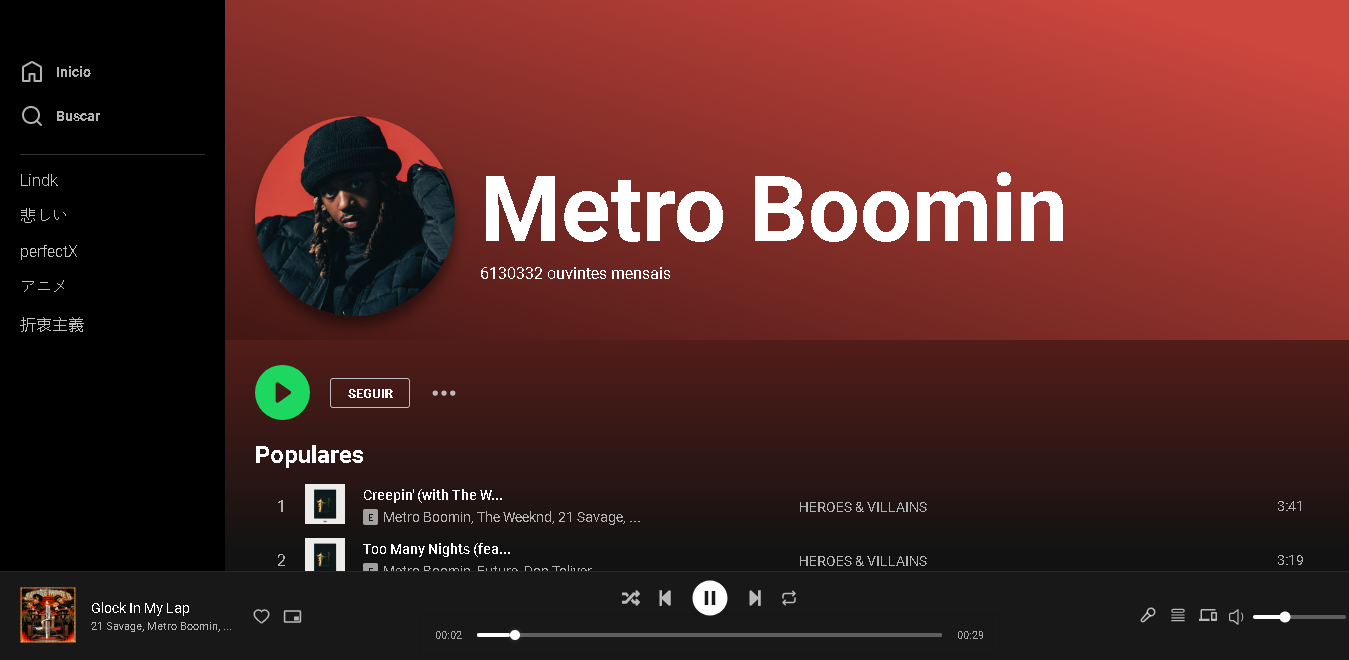 Inicio
Buscar
Lindk
悲しい
perfectX
アニメ
折衷主義
Metro Boomin
6130332 ouvintes mensais
SEGUIR
Populares
1
Creepin' (with The W...
E Metro Boomin, The Weeknd, 21 Savage, ...
HEROES & VILLAINS
3:41
2
Too Many Nights (fea...
E Metro Boomin, Future, Don Toliver
HEROES & VILLAINS
3:19
Glock In My Lap
21 Savage, Metro Boomin, ...
00:02
00:29